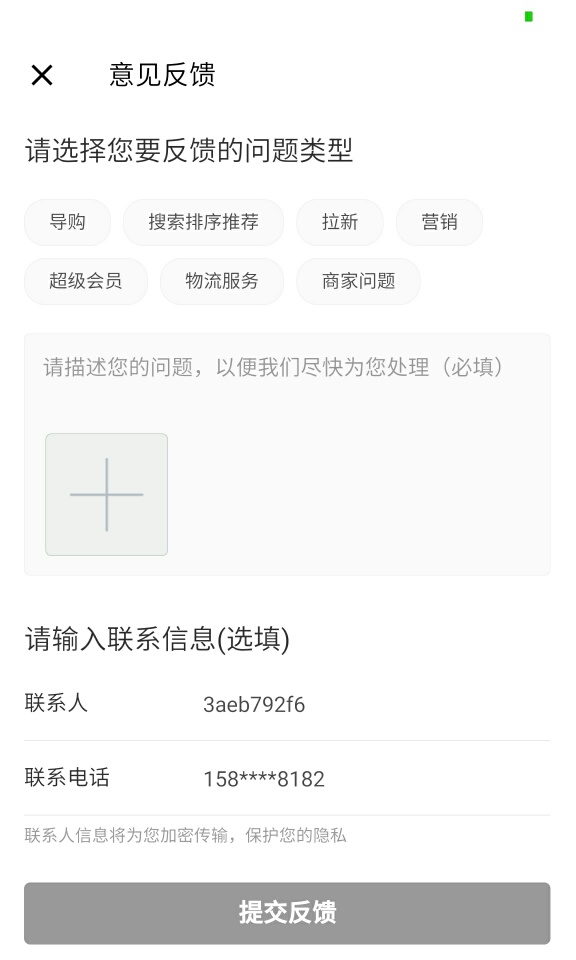 意见反馈
请选择您要反馈的问题类型
导购 搜索排序推荐 拉新 营销
超级会员 物流服务 商家问题
请描述您的问题，以便我们尽快为您处理（必填）
请输入联系信息(选填)
联系人 3aeb792f6
联系电话 158****8182
联系人信息将为您加密传输，保护您的隐私
提交反馈